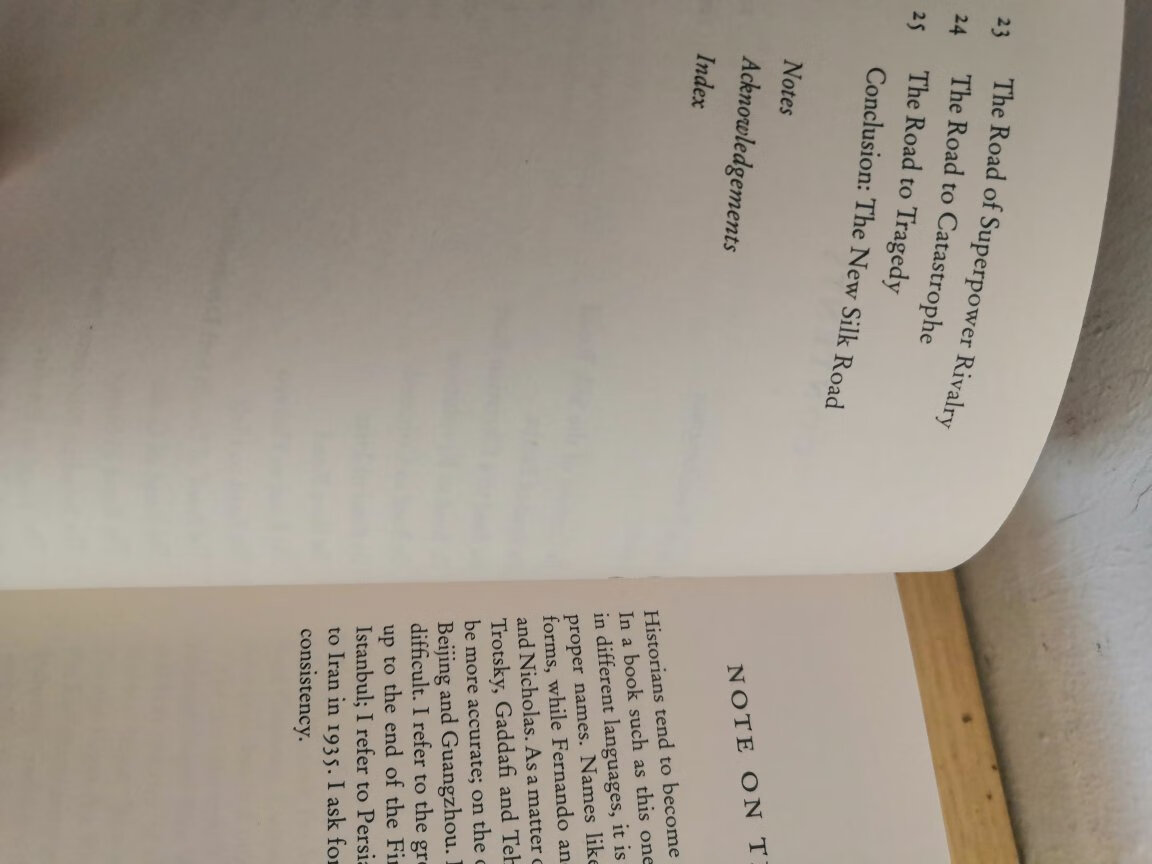 23 The Road of Superpower Rivalry
24 The Road to Catastrophe
25 The Road to Tragedy
Conclusion: The New Silk Road
Notes
Acknowledgements
Index
NOTE ON
Historians tend to become
In a book such as this one
in different languages, it is
proper names. Names like
forms, while Fernando an
and Nicholas. As a matter
Trotsky, Gaddafi and Teh
be more accurate; on the
Beijing and Guangzhou.
difficult. I refer to the gr
up to the end of the Fi
Istanbul; I refer to Persi
to Iran in 1935. I ask for
consistency.